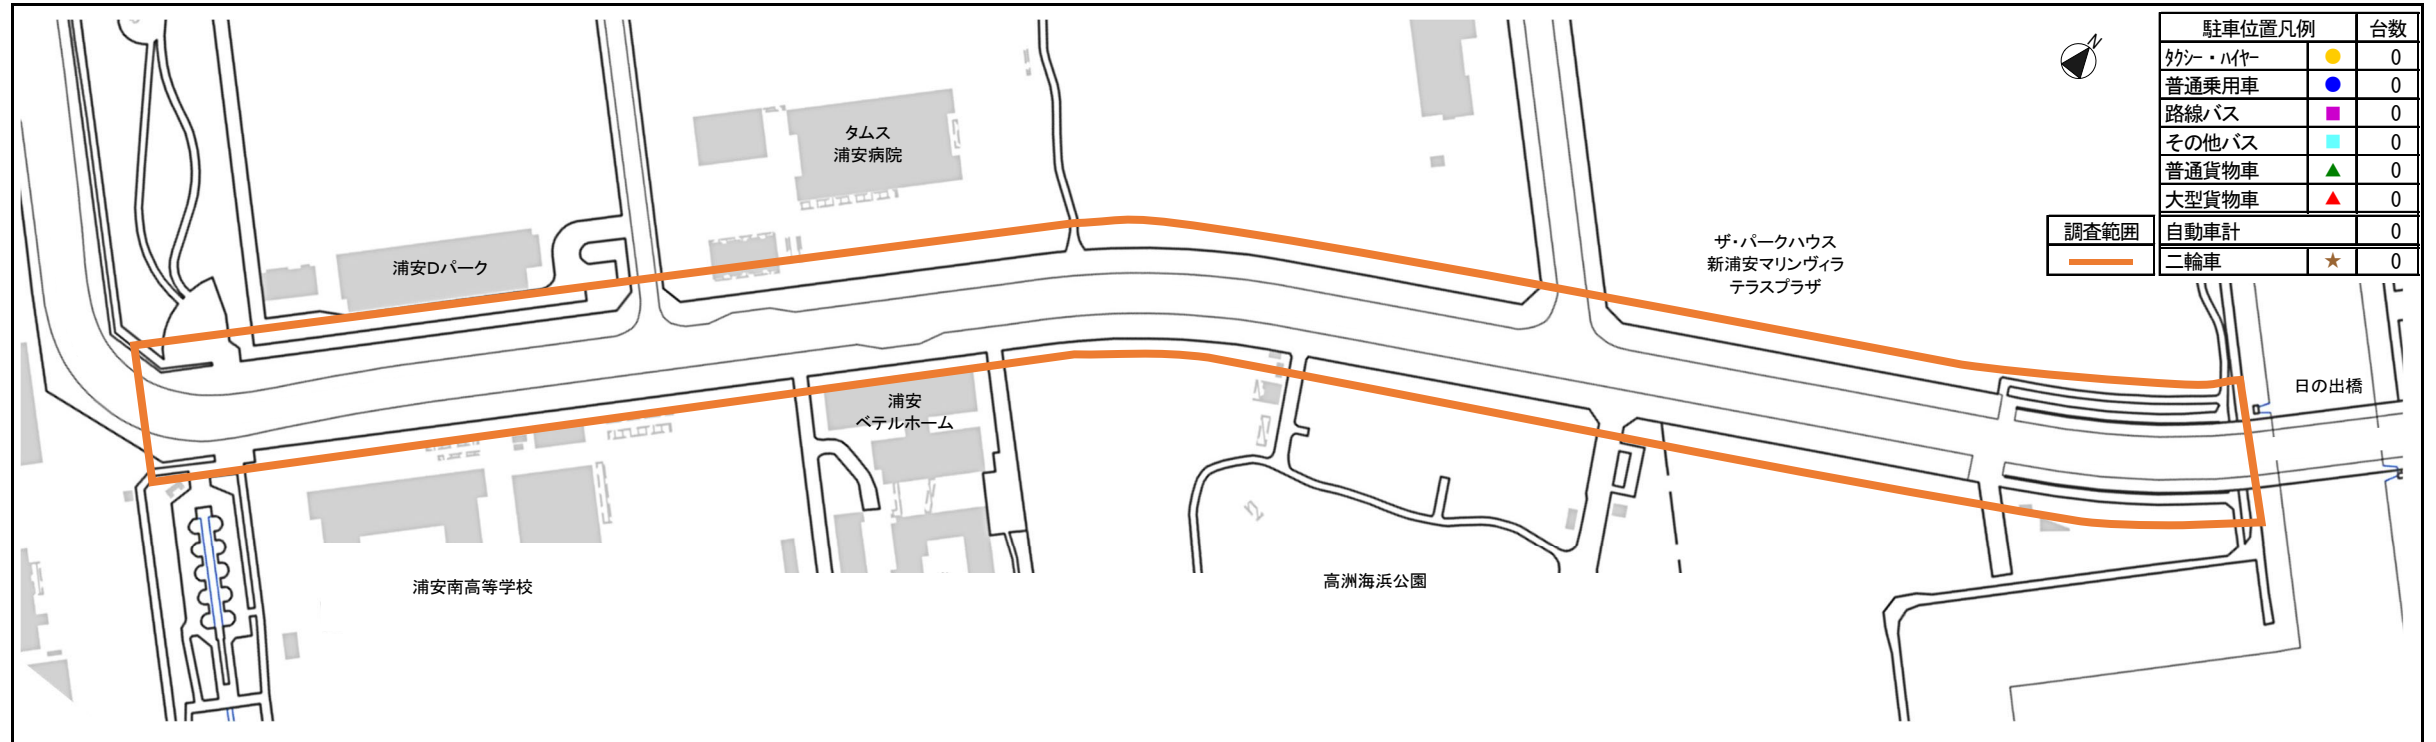 N
駐車位置凡例 台数
ﾀｸｼｰ・ﾊｲﾔｰ 0
普通乗用車 0
路線バス 0
その他バス 0
普通貨物車 0
大型貨物車 0
調査範囲 自動車計 0
二輪車 0
タムス
浦安病院
浦安Dパーク
ザ・パークハウス
新浦安マリンヴィラ
テラスプラザ
日の出橋
浦安
ベテルホーム
浦安南高等学校
高洲海浜公園